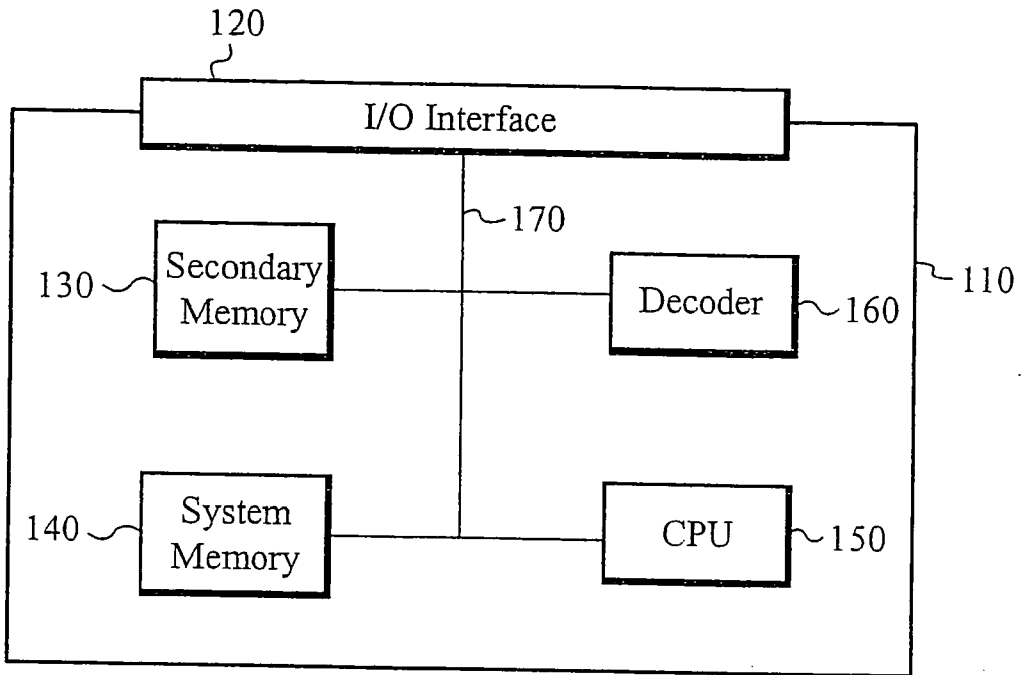 120
I/O Interface
170
Secondary
Memory
130
Decoder
160
110
System
Memory
140
CPU
150